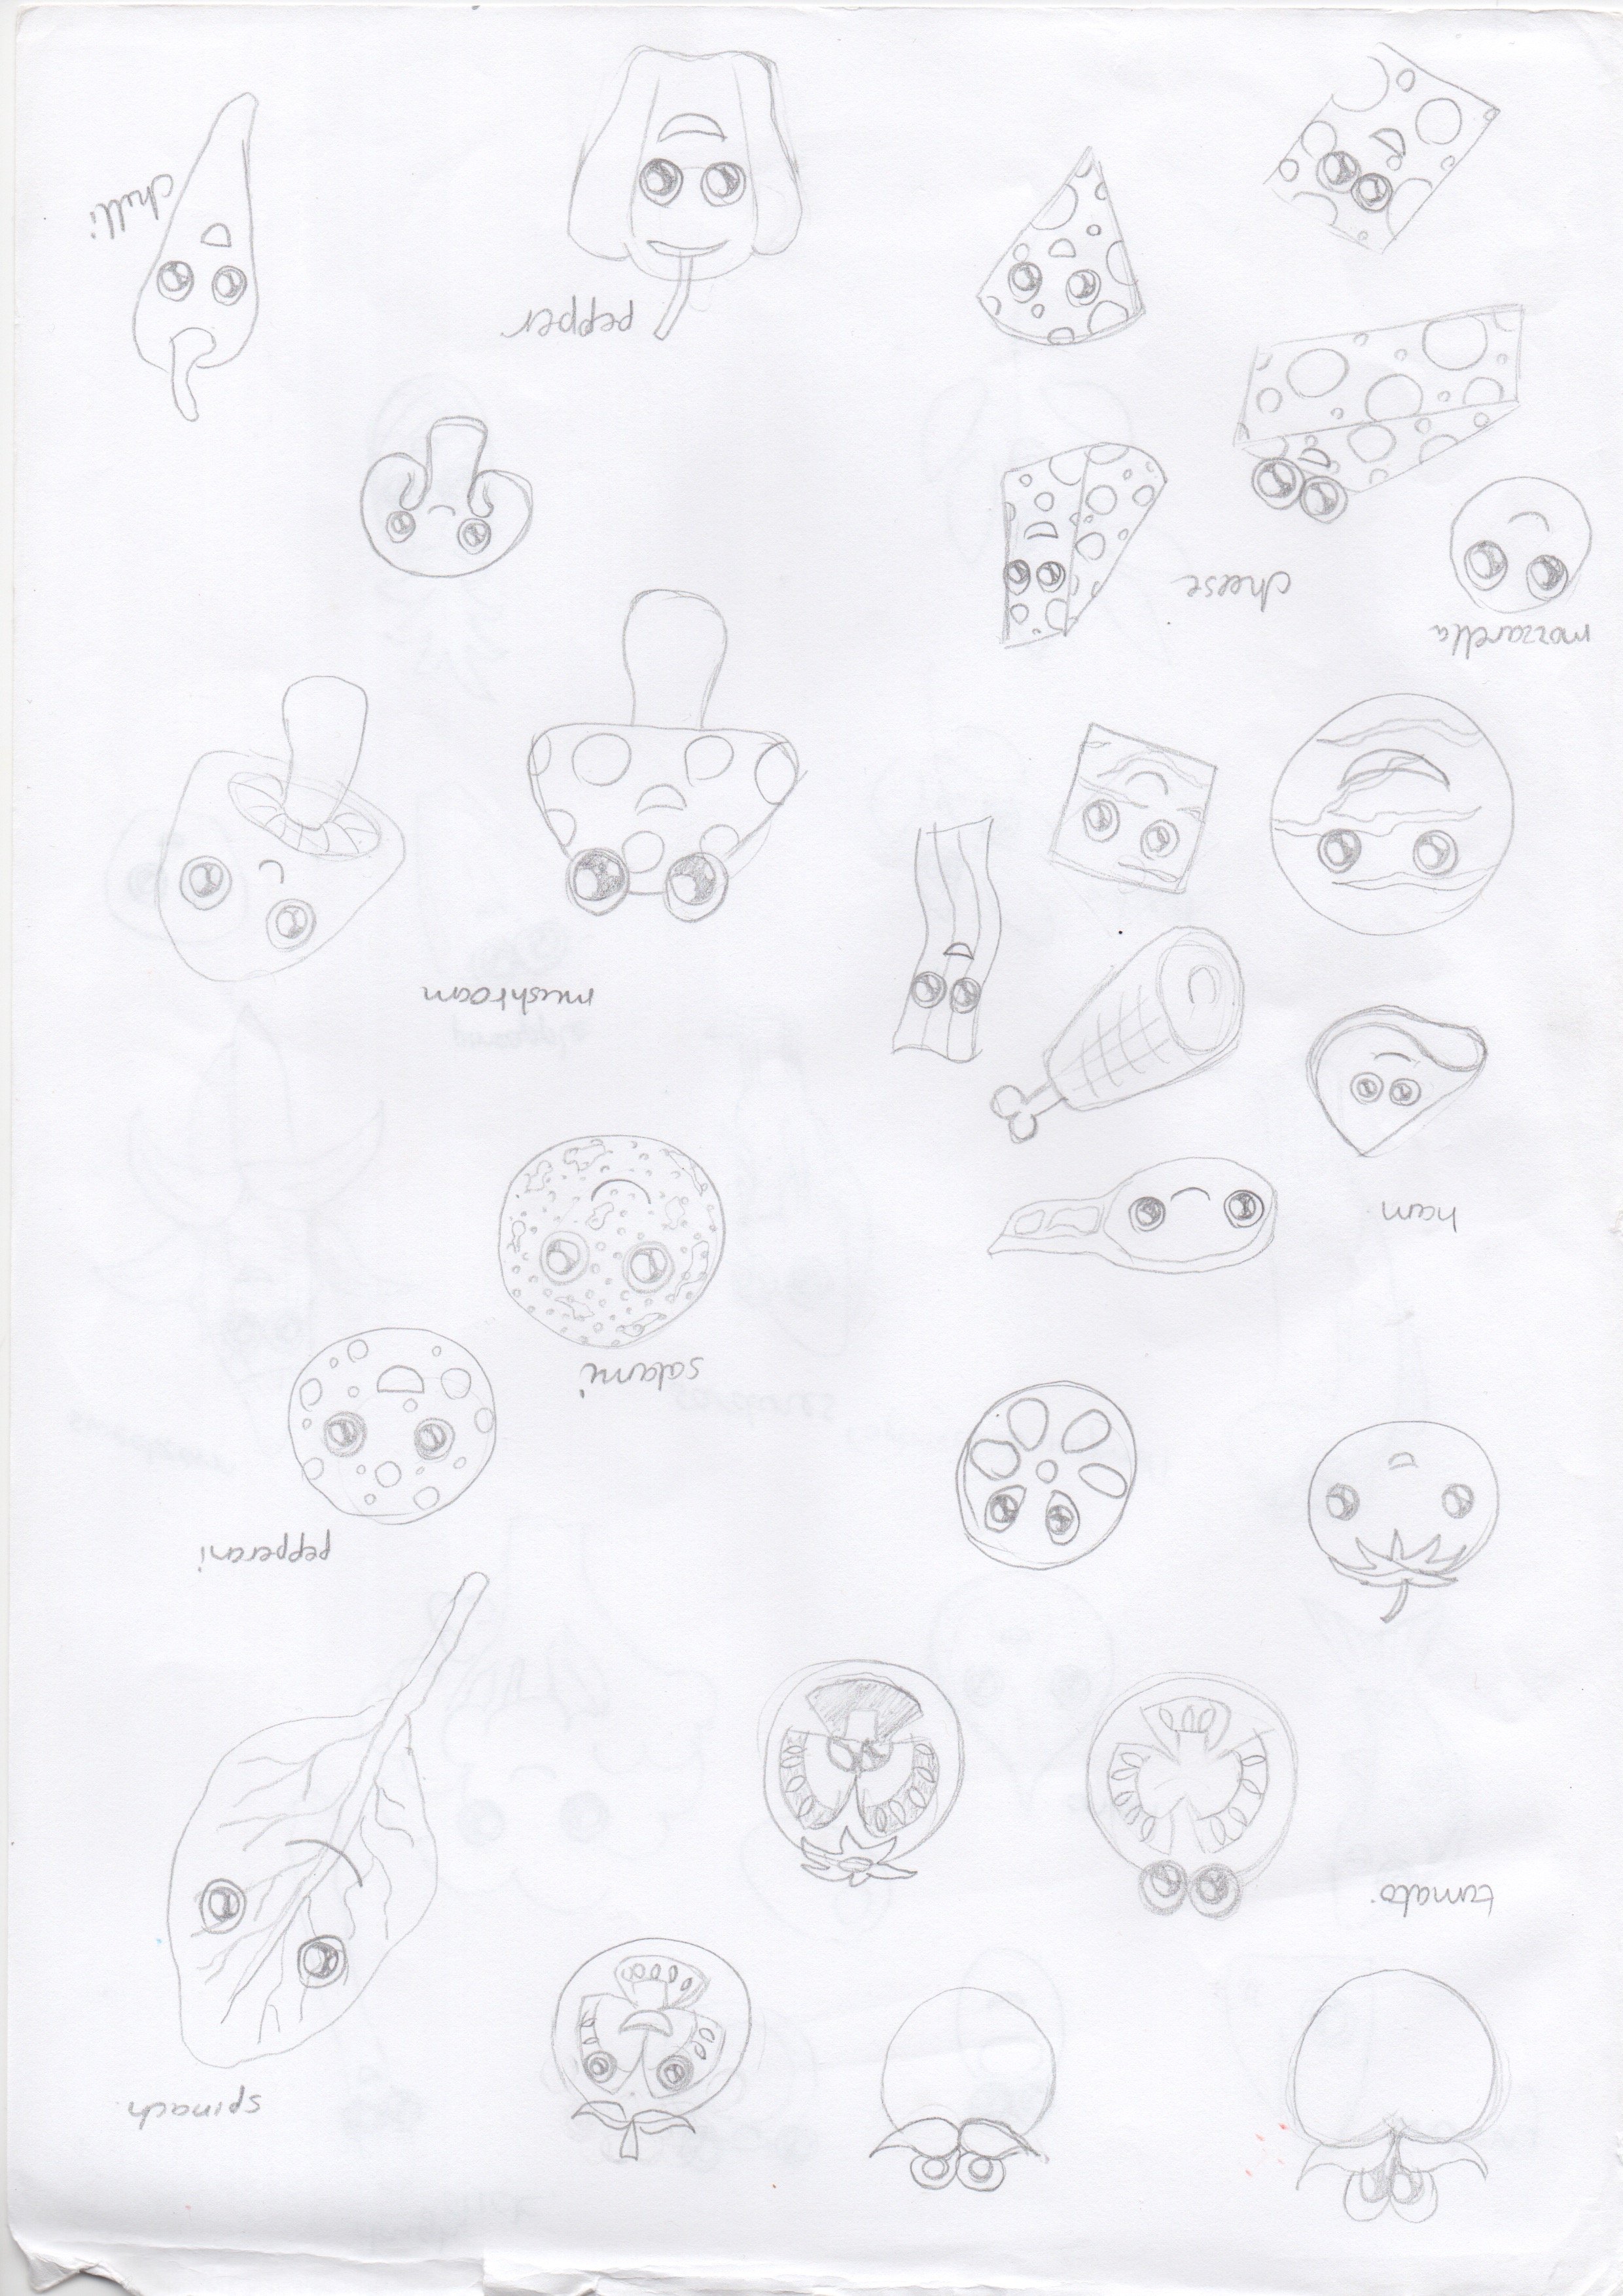 spinach
tomato
pepperoni
salami
ham
mushroom
mozzarella
cheese
pepper
chilli